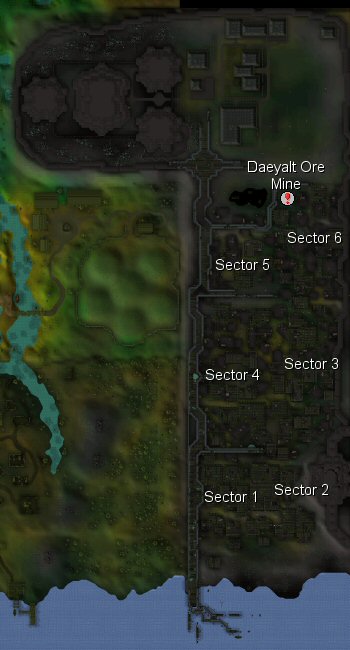 Daeyalt Ore
Mine
Sector 6
Sector 5
Sector 3
Sector 4
Sector 2
Sector 1